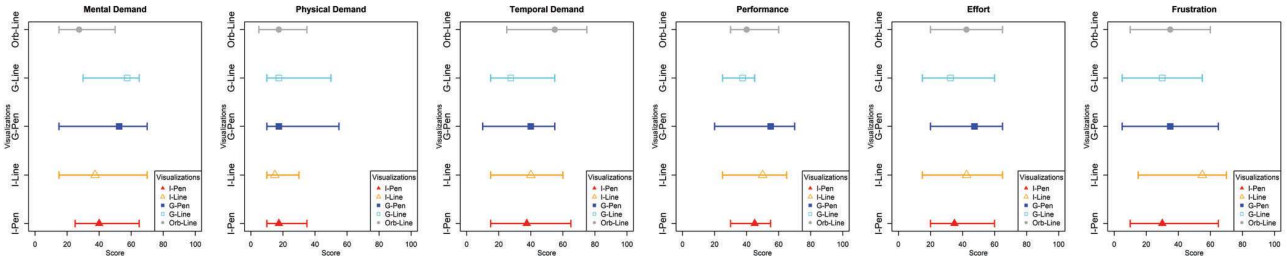 Mental Demand
Visualizations
Orb-Line
G-Line
G-Pen
I-Line
I-Pen
Visualizations
I-Pen
I-Line
G-Pen
G-Line
Orb-Line
0 20 40 60 80 100
Score
Physical Demand
Visualizations
Orb-Line
G-Line
G-Pen
I-Line
I-Pen
Visualizations
I-Pen
I-Line
G-Pen
G-Line
Orb-Line
0 20 40 60 80 100
Score
Temporal Demand
Visualizations
Orb-Line
G-Line
G-Pen
I-Line
I-Pen
Visualizations
I-Pen
I-Line
G-Pen
G-Line
Orb-Line
0 20 40 60 80 100
Score
Performance
Visualizations
Orb-Line
G-Line
G-Pen
I-Line
I-Pen
Visualizations
I-Pen
I-Line
G-Pen
G-Line
Orb-Line
0 20 40 60 80 100
Score
Effort
Visualizations
Orb-Line
G-Line
G-Pen
I-Line
I-Pen
Visualizations
I-Pen
I-Line
G-Pen
G-Line
Orb-Line
0 20 40 60 80 100
Score
Frustration
Visualizations
Orb-Line
G-Line
G-Pen
I-Line
I-Pen
Visualizations
I-Pen
I-Line
G-Pen
G-Line
Orb-Line
0 20 40 60 80 100
Score